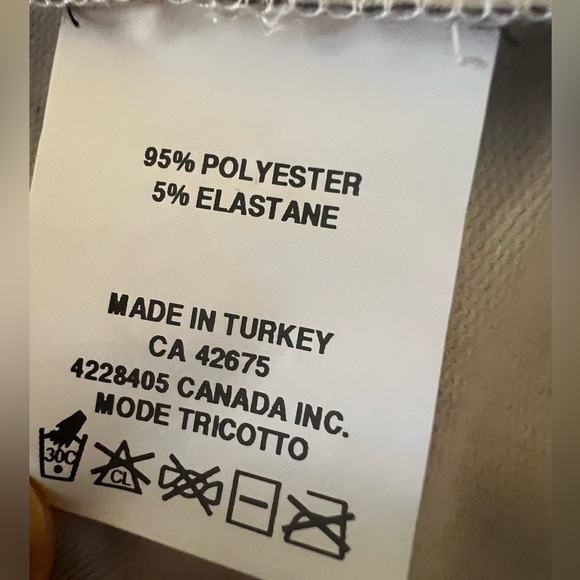 95% POLYESTER
5% ELASTANE
MADE IN TURKEY
CA 42675
4228405 CANADA INC.
MODE TRICOTTO
30C CL